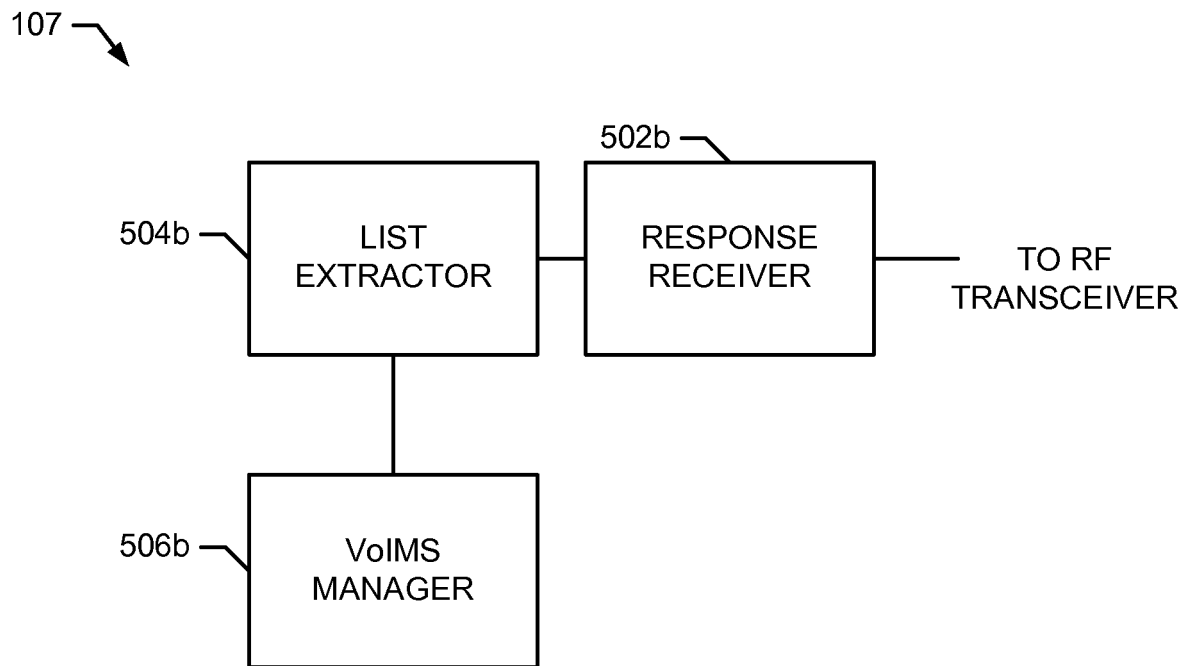 107
502b
504b
LIST
EXTRACTOR
RESPONSE
RECEIVER
TO RF
TRANSCEIVER
506b
VoIMS
MANAGER